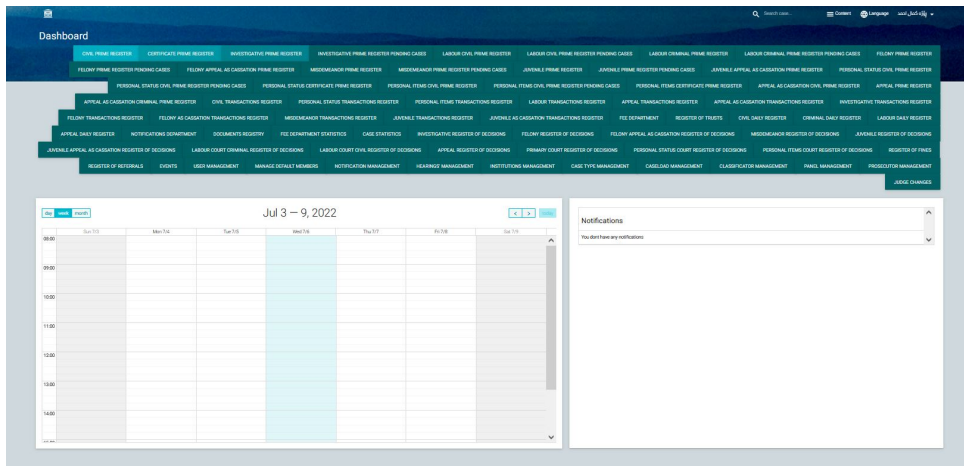 Search case... Content Language ڕێژە کمال احمد
Dashboard
CIVIL PRIME REGISTER CERTIFICATE PRIME REGISTER INVESTIGATIVE PRIME REGISTER INVESTIGATIVE PRIME REGISTER PENDING CASES LABOUR CIVIL PRIME REGISTER LABOUR CIVIL PRIME REGISTER PENDING CASES LABOUR CRIMINAL PRIME REGISTER LABOUR CRIMINAL PRIME REGISTER PENDING CASES FELONY PRIME REGISTER
FELONY PRIME REGISTER PENDING CASES FELONY APPEAL AS CASSATION PRIME REGISTER MISDEMEANOR PRIME REGISTER MISDEMEANOR PRIME REGISTER PENDING CASES JUVENILE PRIME REGISTER JUVENILE PRIME REGISTER PENDING CASES JUVENILE APPEAL AS CASSATION PRIME REGISTER PERSONAL STATUS CIVIL PRIME REGISTER
PERSONAL STATUS CIVIL PRIME REGISTER PENDING CASES PERSONAL STATUS CERTIFICATE PRIME REGISTER PERSONAL ITEMS CIVIL PRIME REGISTER PERSONAL ITEMS CIVIL PRIME REGISTER PENDING CASES PERSONAL ITEMS CERTIFICATE PRIME REGISTER APPEAL AS CASSATION CIVIL PRIME REGISTER APPEAL PRIME REGISTER
APPEAL AS CASSATION CRIMINAL PRIME REGISTER CIVIL TRANSACTIONS REGISTER PERSONAL STATUS TRANSACTIONS REGISTER PERSONAL ITEMS TRANSACTIONS REGISTER LABOUR TRANSACTIONS REGISTER APPEAL TRANSACTIONS REGISTER APPEAL AS CASSATION TRANSACTIONS REGISTER INVESTIGATIVE TRANSACTIONS REGISTER
FELONY TRANSACTIONS REGISTER FELONY AS CASSATION TRANSACTIONS REGISTER MISDEMEANOR TRANSACTIONS REGISTER JUVENILE TRANSACTIONS REGISTER JUVENILE AS CASSATION TRANSACTIONS REGISTER FEE DEPARTMENT REGISTER OF TRUSTS CIVIL DAILY REGISTER CRIMINAL DAILY REGISTER LABOUR DAILY REGISTER
APPEAL DAILY REGISTER NOTIFICATIONS DEPARTMENT DOCUMENTS REGISTRY FEE DEPARTMENT STATISTICS CASE STATISTICS INVESTIGATIVE REGISTER OF DECISIONS FELONY REGISTER OF DECISIONS FELONY APPEAL AS CASSATION REGISTER OF DECISIONS MISDEMEANOR REGISTER OF DECISIONS JUVENILE REGISTER OF DECISIONS
JUVENILE APPEAL AS CASSATION REGISTER OF DECISIONS LABOUR COURT CRIMINAL REGISTER OF DECISIONS LABOUR COURT CIVIL REGISTER OF DECISIONS APPEAL REGISTER OF DECISIONS PRIMARY COURT REGISTER OF DECISIONS PERSONAL STATUS COURT REGISTER OF DECISIONS PERSONAL ITEMS COURT REGISTER OF DECISIONS REGISTER OF FINES
REGISTER OF REFERRALS EVENTS USER MANAGEMENT MANAGE DEFAULT MEMBERS NOTIFICATION MANAGEMENT HEARINGS' MANAGEMENT INSTITUTIONS MANAGEMENT CASE TYPE MANAGEMENT CASELOAD MANAGEMENT CLASSIFICATOR MANAGEMENT PANEL MANAGEMENT PROSECUTOR MANAGEMENT
JUDGE CHANGES
day week month Jul 3 — 9, 2022 < > today
Sun 7/3 Mon 7/4 Tue 7/5 Wed 7/6 Thu 7/7 Fri 7/8 Sat 7/9
08:00
09:00
10:00
11:00
12:00
13:00
14:00
Notifications
You dont have any notifications